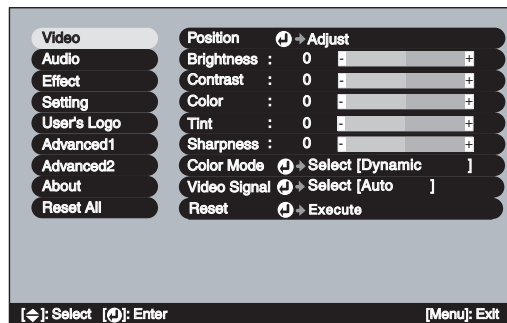 Video
Audio
Effect
Setting
User's Logo
Advanced1
Advanced2
About
Reset All
Position Adjust
Brightness : 0 - +
Contrast : 0 - +
Color : 0 - +
Tint : 0 - +
Sharpness : 0 - +
Color Mode Select [Dynamic ]
Video Signal Select [Auto ]
Reset Execute
[ ]: Select [ ]: Enter [Menu]: Exit